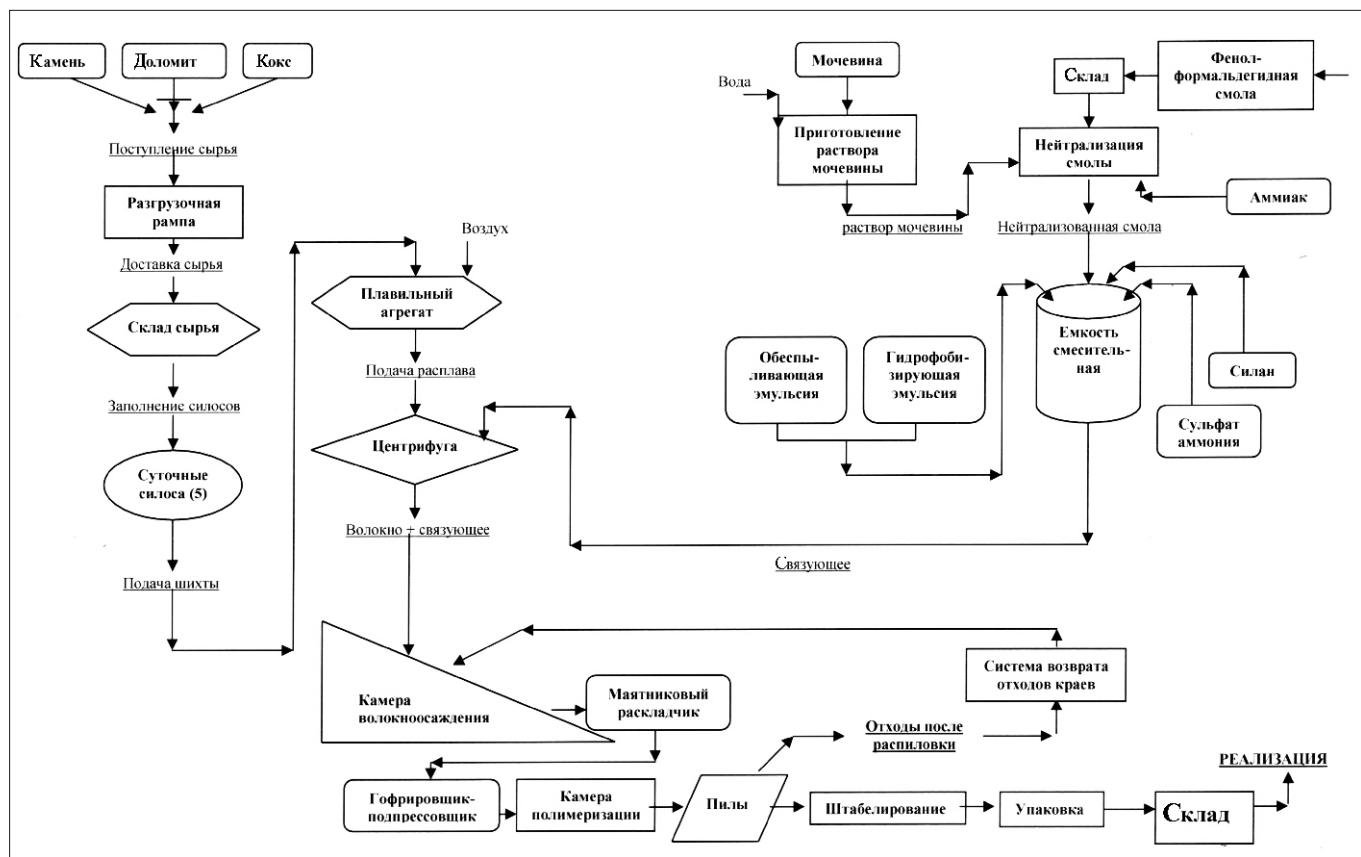 Камень
Доломит
Кокс
Поступление сырья
Разгрузочная
рампа
Доставка сырья
Склад сырья
Заполнение силосов
Суточные
силоса (5)
Подача шихты
Воздух
Плавильный
агрегат
Подача расплава
Центрифуга
Волокно + связующее
Мочевина
Вода
Приготовление
раствора
мочевины
раствор мочевины
Склад
Фенол-
формальдегидная
смола
Нейтрализация
смолы
Аммиак
Нейтрализованная смола
Емкость
смеситель-
ная
Обеспы-
ливающая
эмульсия
Гидрофоби-
зирующая
эмульсия
Силан
Сульфат
аммония
Связующее
Камера
волокноосаждения
Маятниковый
раскладчик
Система возврата
отходов краев
Отходы после
распиловки
Гофрировщик-
подпрессовщик
Камера
полимеризации
Пилы
Штабелирование
Упаковка
Склад
РЕАЛИЗАЦИЯ